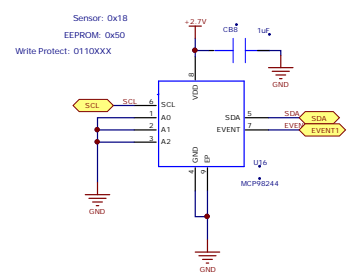 Sensor: 0x18
EEPROM: 0x50
Write Protect: 0110XXX
+2.7V
CB8
1uF
GND
8
VDD
SCL
SCL
6
SCL
1
A0
2
A1
3
A2
SDA
5
SDA
SDA
EVENT
7
EVEN
EVENT1
GND
EP
4
9
U16
MCP98244
GND
GND